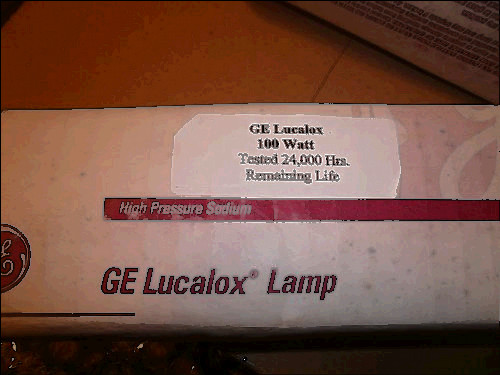 GE Lucalox
100 Watt
Tested 24,000 Hrs.
Remaining Life
High Pressure Sodium
GE Lucalox® Lamp